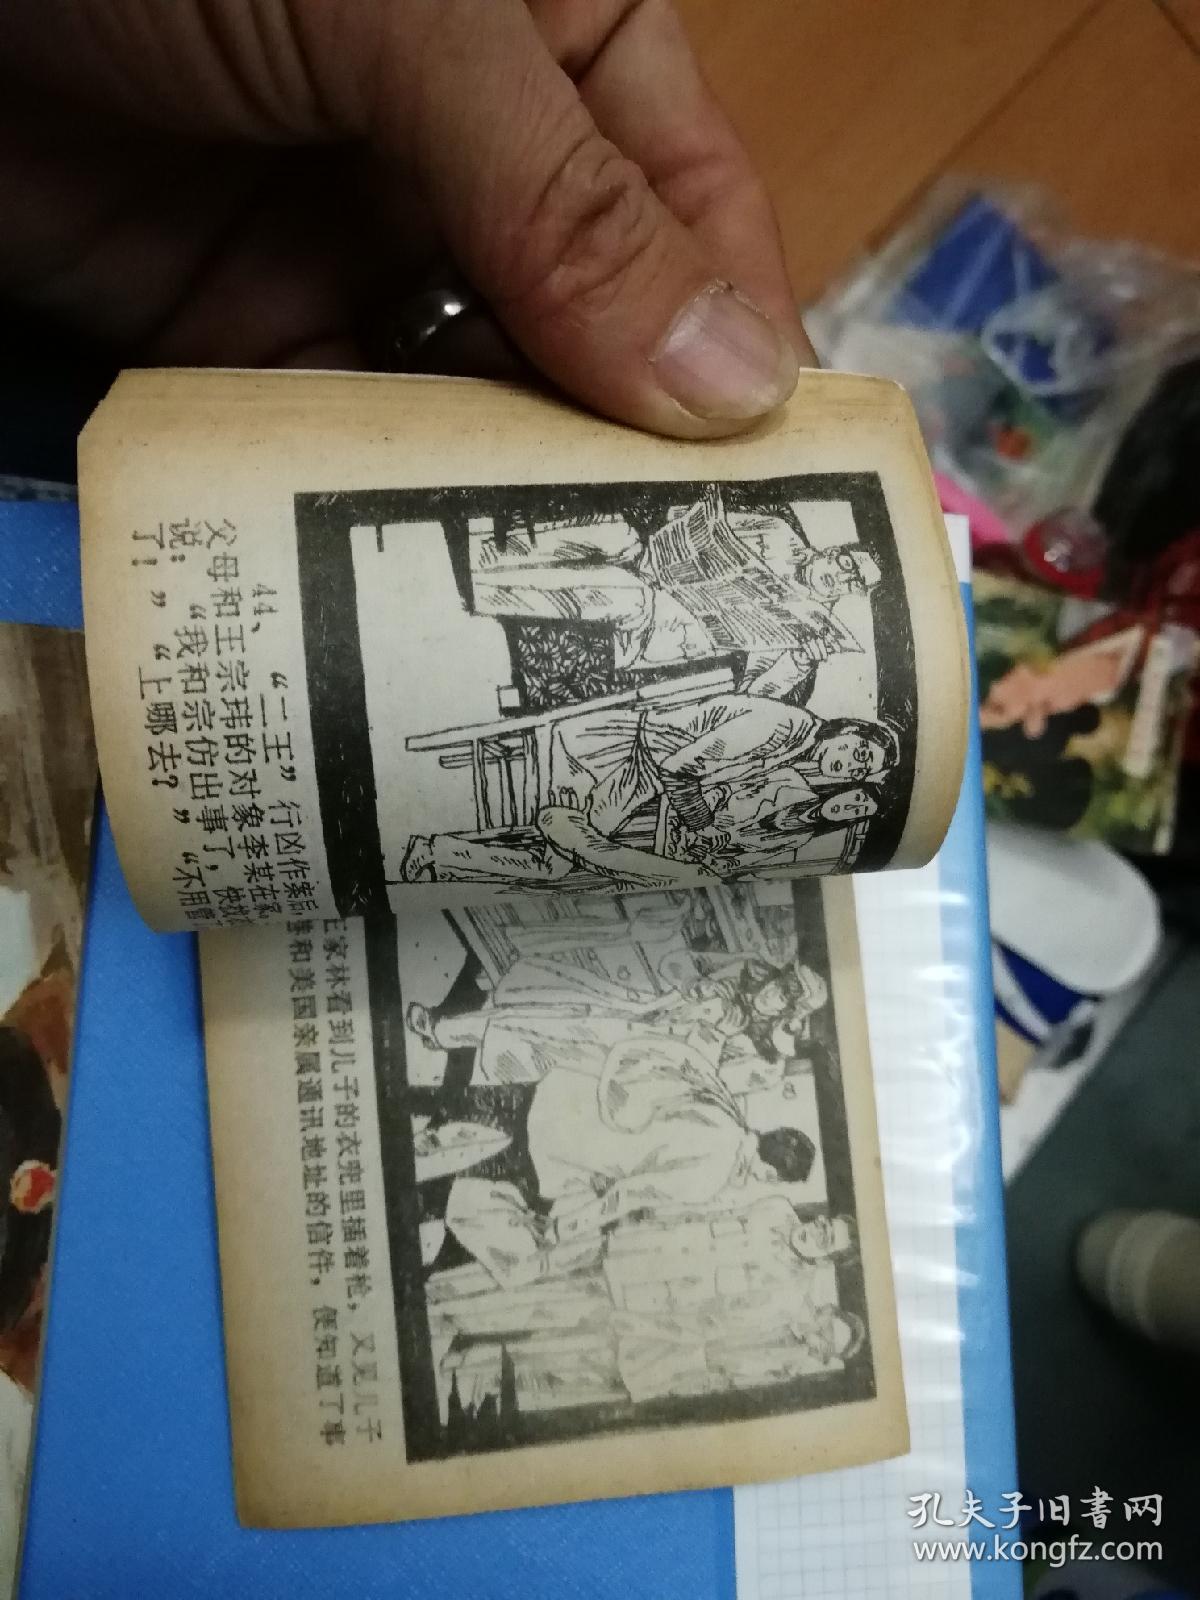 44、“二王”行凶作案后
父母和王宗玮的对象李某在家
说：“我和宗仿出事了，快
了！”“上哪去？”“不用管
王家林看到儿子的衣兜里插着枪，又见儿子
和美国亲属通讯地址的信件，便知道了事
孔夫子旧书网
www.kongfz.com